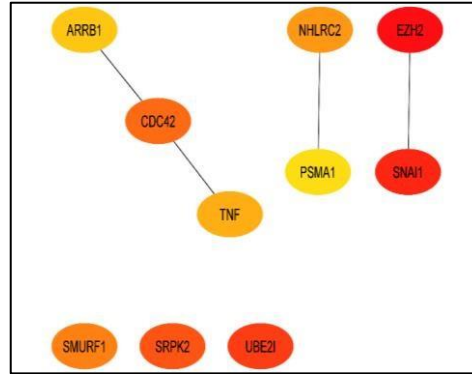 ARRB1
NHLRC2
EZH2
CDC42
PSMA1
SNAI1
TNF
SMURF1
SRPK2
UBE2I